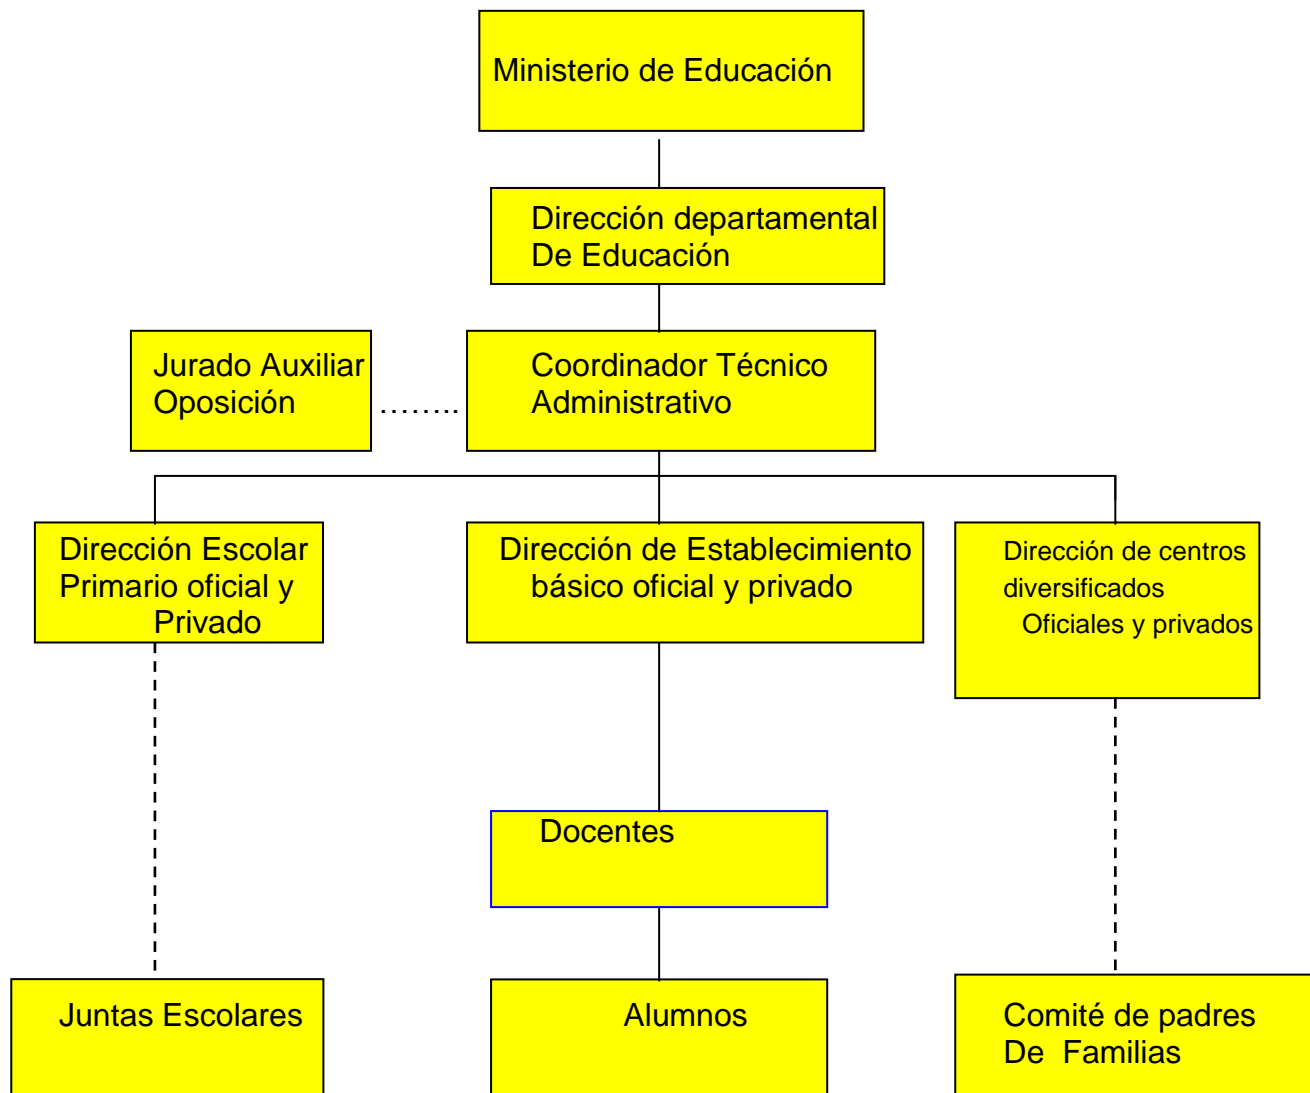 Ministerio de Educación
Dirección departamental
De Educación
Jurado Auxiliar
Oposición
……..
Coordinador Técnico
Administrativo
Dirección Escolar
Primario oficial y
Privado
Dirección de Establecimiento
básico oficial y privado
Dirección de centros
diversificados
Oficiales y privados
Docentes
Juntas Escolares
Alumnos
Comité de padres
De Familias